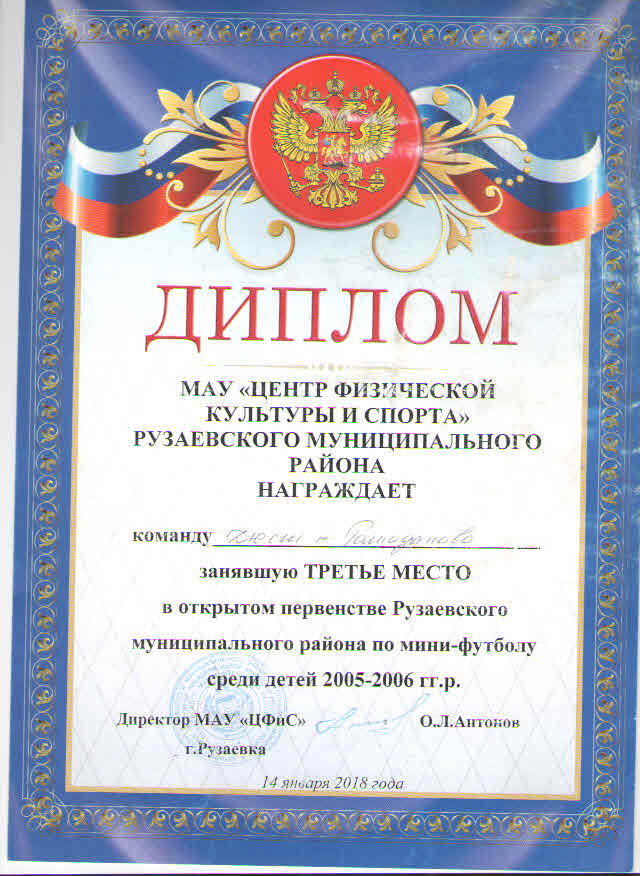 ДИПЛОМ
МАУ «ЦЕНТР ФИЗИЧЕСКОЙ
КУЛЬТУРЫ И СПОРТА»
РУЗАЕВСКОГО МУНИЦИПАЛЬНОГО
РАЙОНА
НАГРАЖДАЕТ
команду Дюсш п. Ромоданово
занявшую ТРЕТЬЕ МЕСТО
в открытом первенстве Рузаевского
муниципального района по мини-футболу
среди детей 2005-2006 гг.р.
Директор МАУ «ЦФиС» О.Л.Антонов
г.Рузаевка
14 января 2018 года